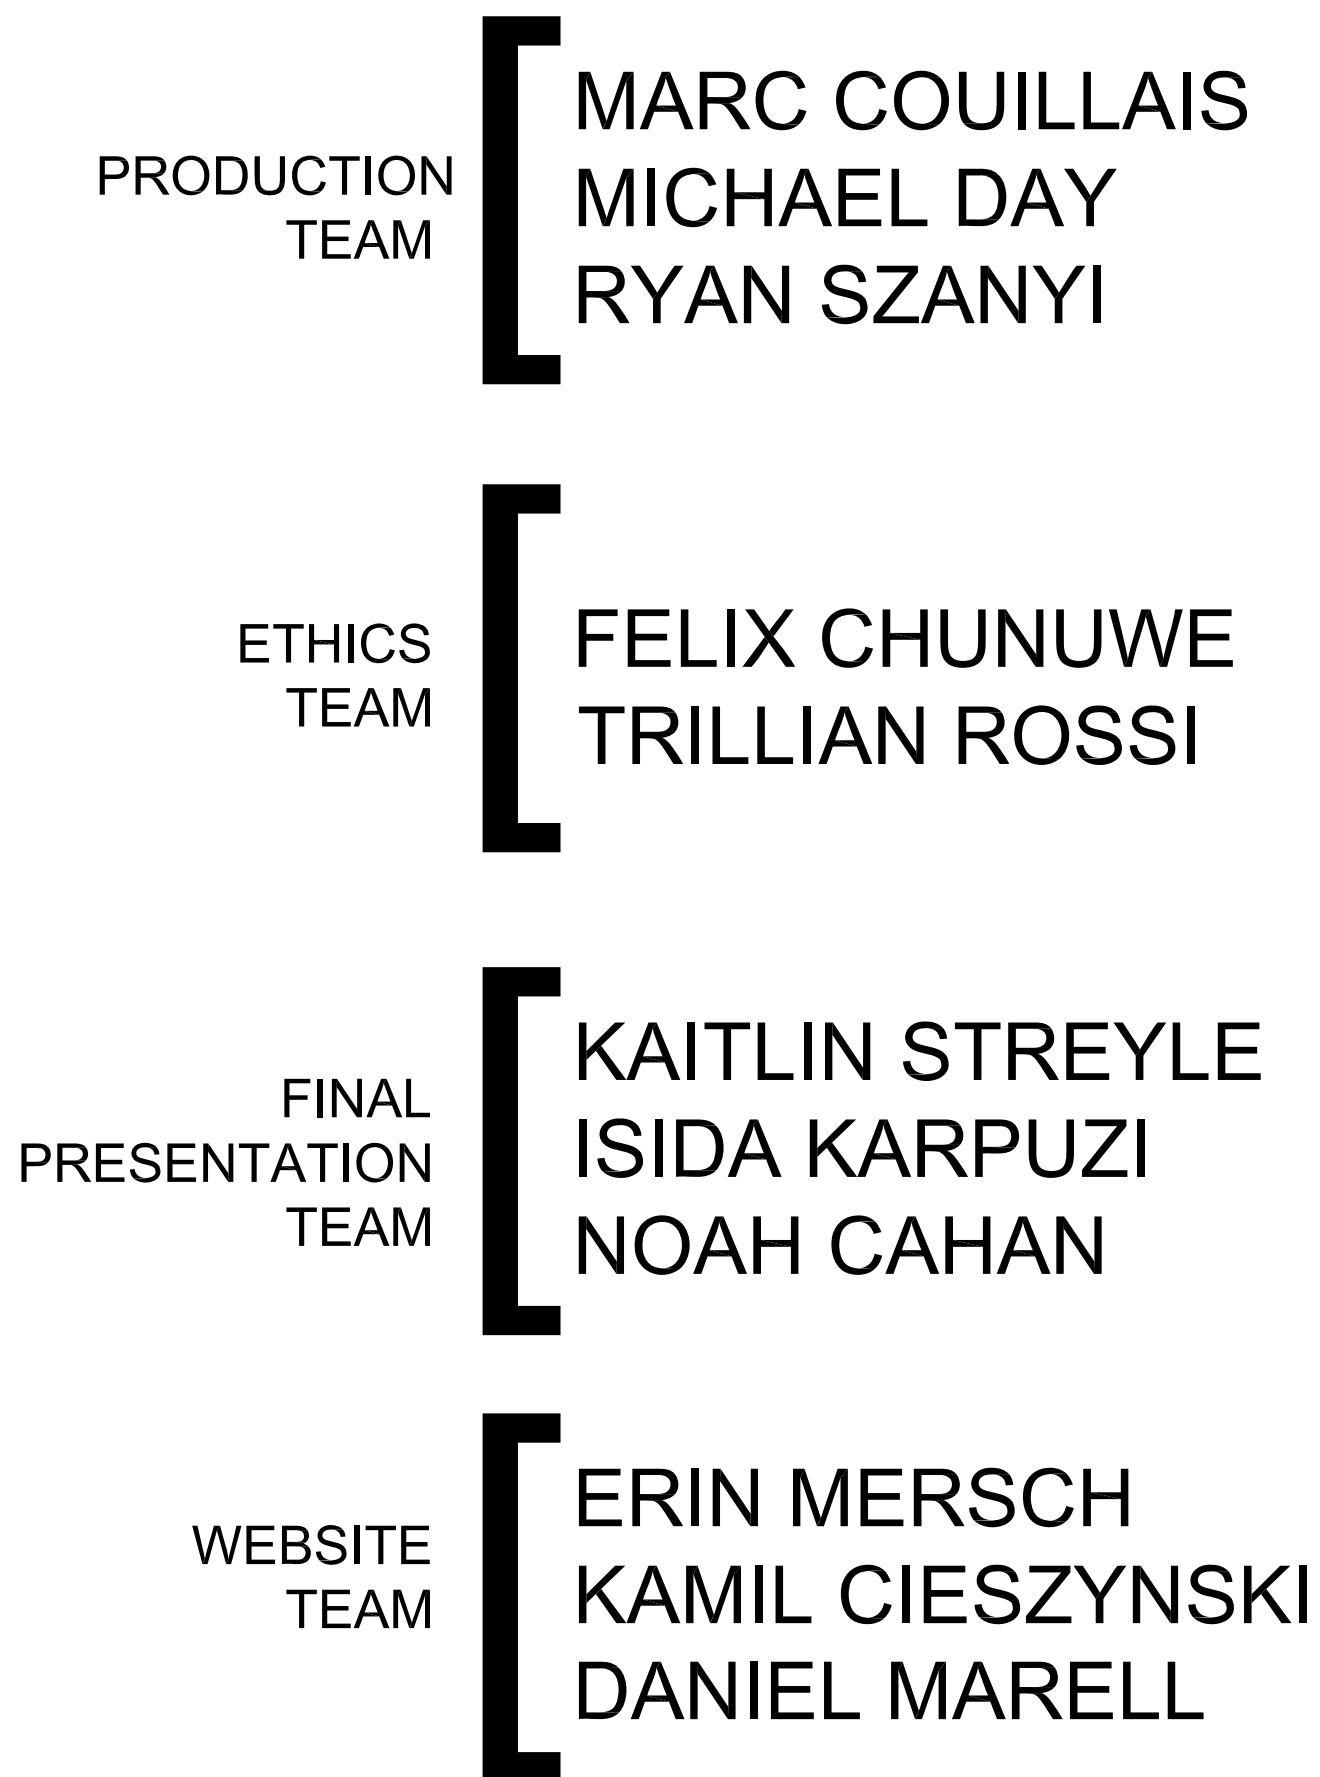 PRODUCTION
TEAM
MARC COUILLAIS
MICHAEL DAY
RYAN SZANYI
ETHICS
TEAM
FELIX CHUNUWE
TRILLIAN ROSSI
FINAL
PRESENTATION
TEAM
KAITLIN STREYLE
ISIDA KARPUZI
NOAH CAHAN
WEBSITE
TEAM
ERIN MERSCH
KAMIL CIESZYNSKI
DANIEL MARELL